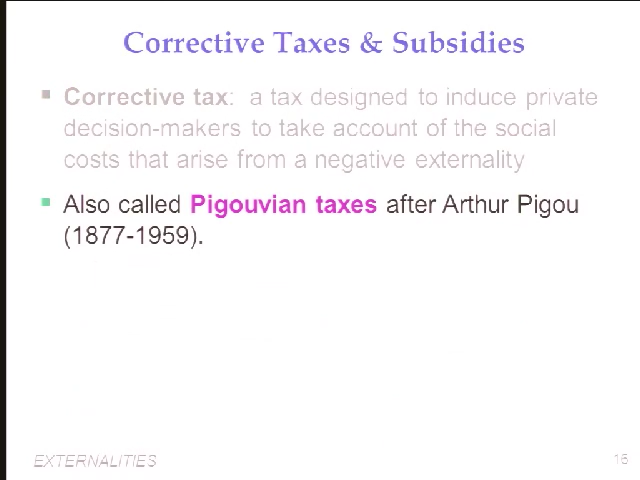 Corrective Taxes & Subsidies
▪ Corrective tax: a tax designed to induce private
decision-makers to take account of the social
costs that arise from a negative externality
▪ Also called Pigouvian taxes after Arthur Pigou
(1877-1959).
EXTERNALITIES
16